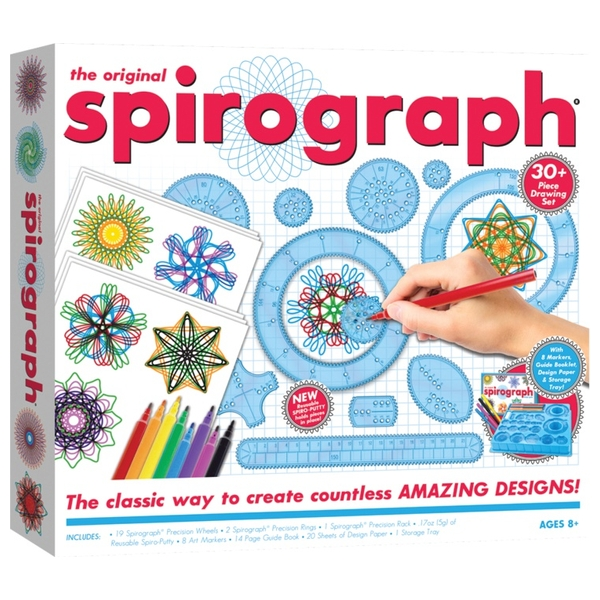 the original
spirograph
30+
Piece
Drawing
Set
With
8 Markers,
Guide Booklet,
Design Paper
& Storage
Tray!
spirograph
NEW
Reusable
SPIRO-PUTTY
holds pieces
in place!
The classic way to create countless AMAZING DESIGNS!
INCLUDES: • 19 Spirograph® Precision Wheels • 2 Spirograph® Precision Rings • 1 Spirograph® Precision Rack • .17oz (5g) of
Reusable Spiro-Putty • 8 Art Markers • 14 Page Guide Book • 20 Sheets of Design Paper • 1 Storage Tray
AGES 8+
the original
spirograph